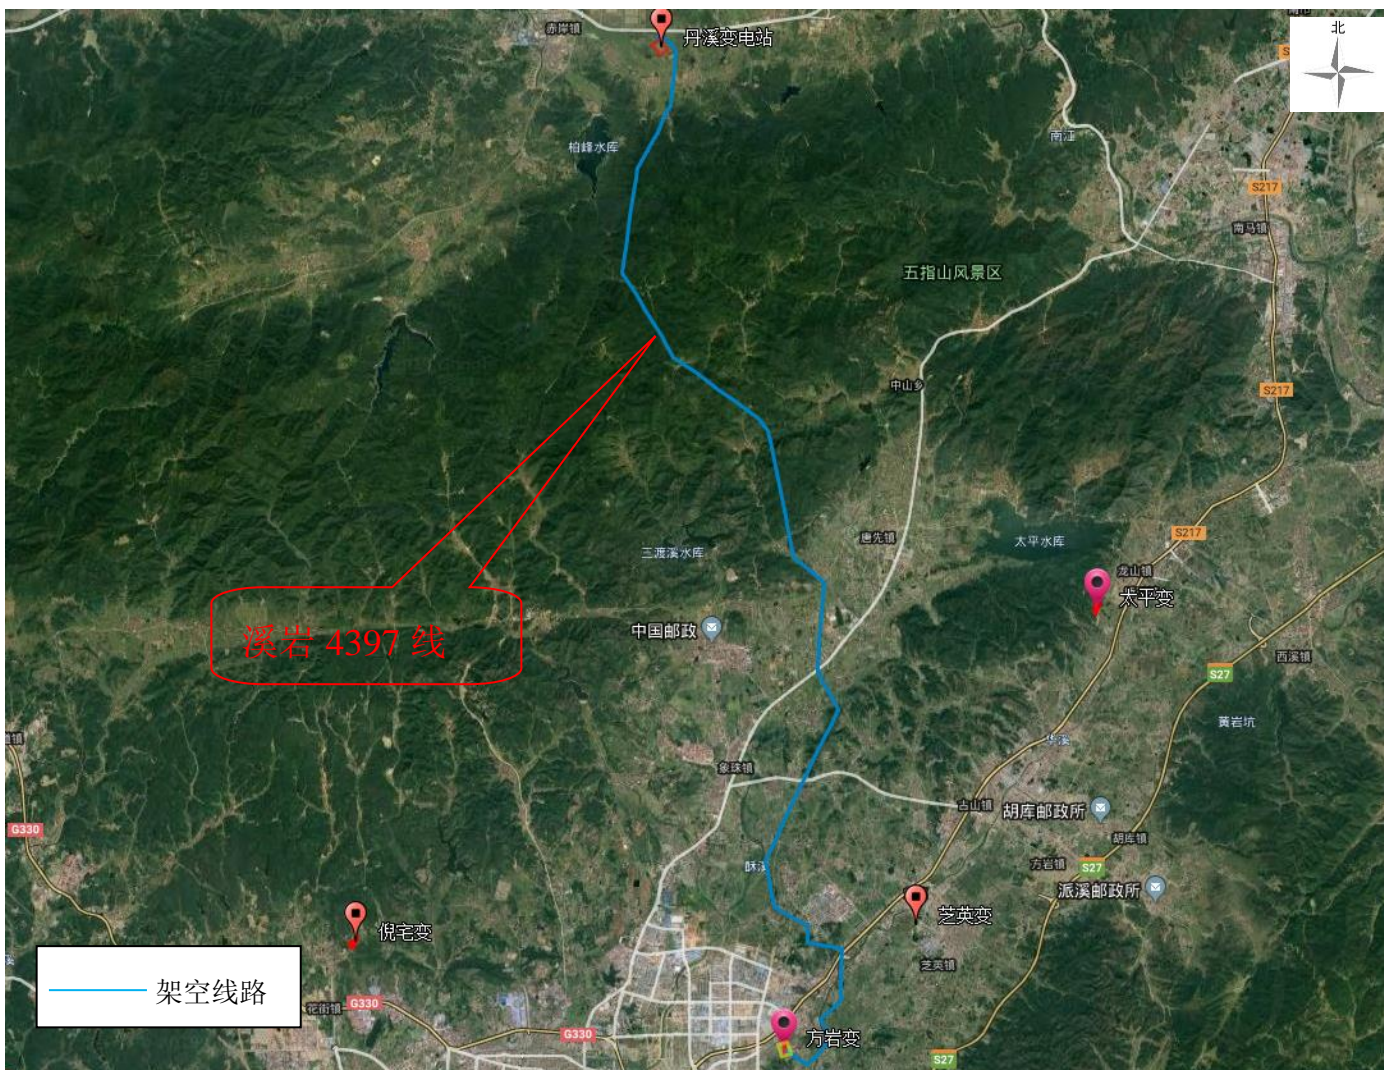 北
赤岸镇
丹溪变电站
柏峰水库
南江
S217
南马镇
五指山风景区
中山乡
S217
三渡溪水库
唐先镇
太平水库
S217
龙山镇
太平变
溪岩 4397 线
中国邮政
西溪镇
S27
黄岩坑
华溪
象珠镇
古山镇
胡库邮政所
胡库镇
G330
酥溪
方岩镇
S27
派溪邮政所
芝英变
倪宅变
芝英镇
架空线路
花街镇
G330
G330
方岩变
S27